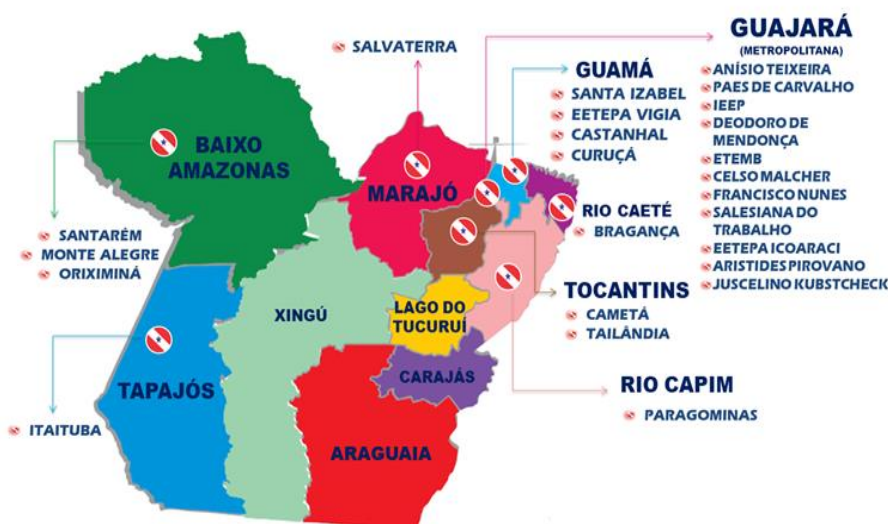 SALVATERRA
GUAJARÁ
(METROPOLITANA)
ANÍSIO TEIXEIRA
PAES DE CARVALHO
IEEP
DEODORO DE
MENDONÇA
ETEMB
CELSO MALCHER
FRANCISCO NUNES
SALESIANA DO
TRABALHO
EETEPA ICOARACI
ARISTIDES PIROVANO
JUSCELINO KUBSTCHECK
GUAMÁ
SANTA IZABEL
EETEPA VIGIA
CASTANHAL
CURUÇÁ
BAIXO
AMAZONAS
MARAJÓ
RIO CAETÉ
BRAGANÇA
SANTARÉM
MONTE ALEGRE
ORIXIMINÁ
XINGÚ
LAGO DO
TUCURUÍ
TOCANTINS
CAMETÁ
TAILÂNDIA
TAPAJÓS
CARAJÁS
RIO CAPIM
PARAGOMINAS
ITAITUBA
ARAGUAIA